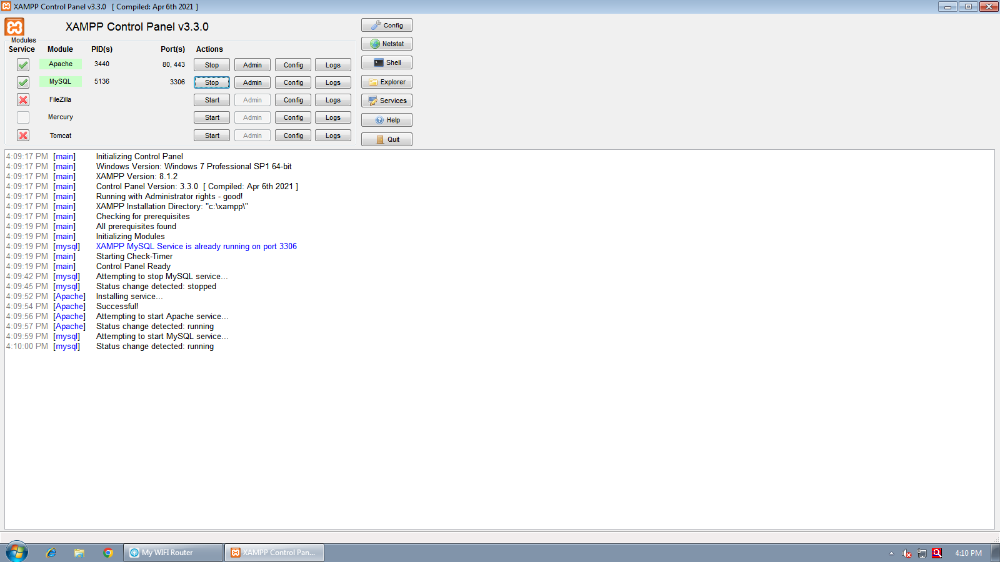 XAMPP Control Panel v3.3.0   [ Compiled: Apr 6th 2021 ]
XAMPP Control Panel v3.3.0
Config
Modules
Netstat
Service Module PID(s) Port(s) Actions
Apache 3440 80, 443 Stop Admin Config Logs
Shell
MySQL 5136 3306 Stop Admin Config Logs
Explorer
FileZilla Start Admin Config Logs
Services
Mercury Start Admin Config Logs
Help
Tomcat Start Admin Config Logs
Quit
4:09:17 PM [main] Initializing Control Panel
4:09:17 PM [main] Windows Version: Windows 7 Professional SP1 64-bit
4:09:17 PM [main] XAMPP Version: 8.1.2
4:09:17 PM [main] Control Panel Version: 3.3.0  [ Compiled: Apr 6th 2021 ]
4:09:17 PM [main] Running with Administrator rights - good!
4:09:17 PM [main] XAMPP Installation Directory: "c:\xampp\"
4:09:17 PM [main] Checking for prerequisites
4:09:19 PM [main] All prerequisites found
4:09:19 PM [main] Initializing Modules
4:09:19 PM [mysql] XAMPP MySQL Service is already running on port 3306
4:09:19 PM [main] Starting Check-Timer
4:09:19 PM [main] Control Panel Ready
4:09:42 PM [mysql] Attempting to stop MySQL service...
4:09:45 PM [mysql] Status change detected: stopped
4:09:52 PM [Apache] Installing service...
4:09:54 PM [Apache] Successful!
4:09:56 PM [Apache] Attempting to start Apache service...
4:09:57 PM [Apache] Status change detected: running
4:09:59 PM [mysql] Attempting to start MySQL service...
4:10:00 PM [mysql] Status change detected: running
My WIFI Router
XAMPP Control Pan...
4:10 PM